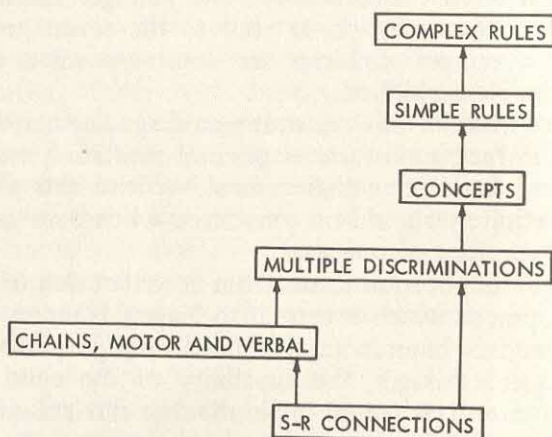 COMPLEX RULES
SIMPLE RULES
CONCEPTS
MULTIPLE DISCRIMINATIONS
CHAINS, MOTOR AND VERBAL
S-R CONNECTIONS